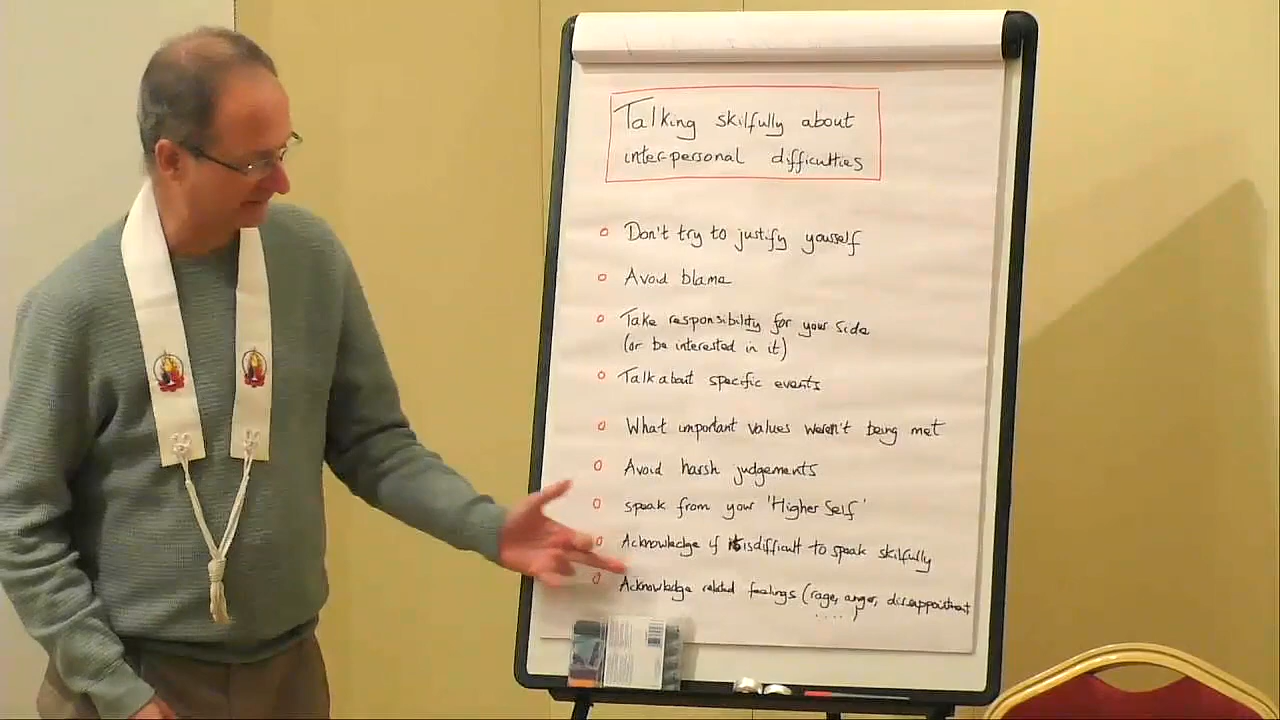 Talking skilfully about
inter-personal difficulties
Don't try to justify yourself
Avoid blame
Take responsibility for your side
(or be interested in it)
Talk about specific events
What important values weren't being met
Avoid harsh judgements
speak from your 'Higher Self'
Acknowledge if it is difficult to speak skilfully
Acknowledge related feelings (rage, anger, disappointment
....)